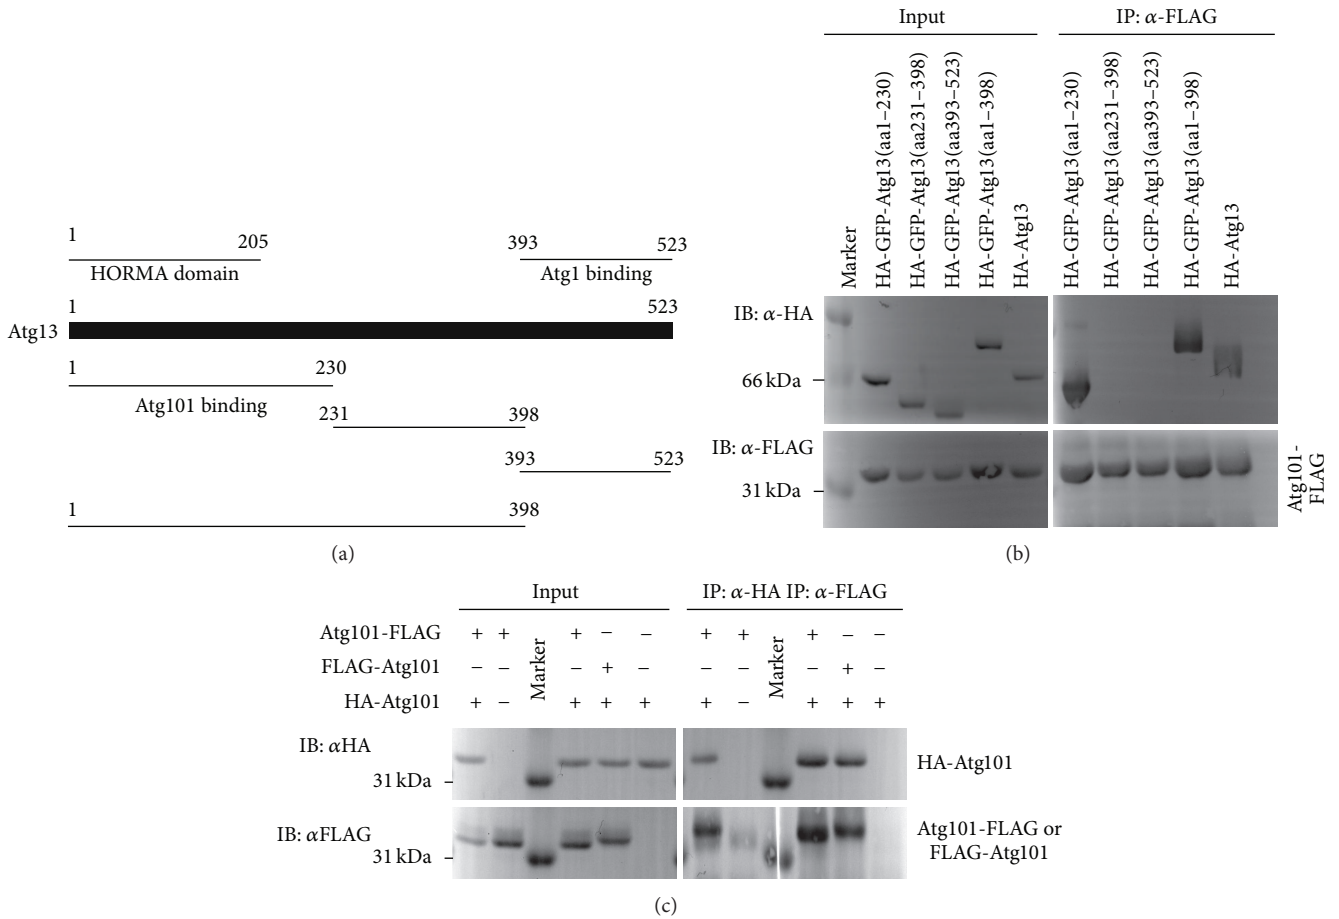 1
205
393
523
HORMA domain
Atg1 binding
1
523
Atg13
1
230
Atg101 binding
231
398
393
523
1
398
(a)
Input
IP: α-FLAG
Marker
HA-GFP-Atg13(aa1–230)
HA-GFP-Atg13(aa231–398)
HA-GFP-Atg13(aa393–523)
HA-GFP-Atg13(aa1–398)
HA-Atg13
HA-GFP-Atg13(aa1–230)
HA-GFP-Atg13(aa231–398)
HA-GFP-Atg13(aa393–523)
HA-GFP-Atg13(aa1–398)
HA-Atg13
IB: α-HA
66 kDa
IB: α-FLAG
31 kDa
Atg101-
FLAG
(b)
Input
IP: α-HA IP: α-FLAG
Atg101-FLAG + + + − − + + + − −
FLAG-Atg101 − − − + − − − − + −
HA-Atg101 + − + + + + − + + +
Marker
Marker
IB: αHA
31 kDa
HA-Atg101
IB: αFLAG
31 kDa
Atg101-FLAG or
FLAG-Atg101
(c)